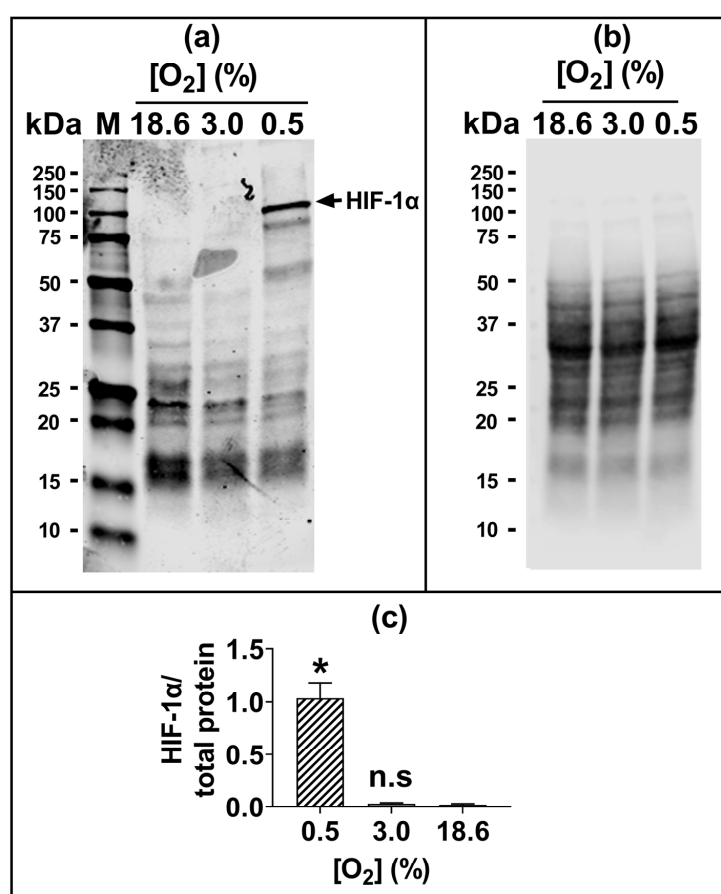 (a)
[O₂] (%)
kDa M 18.6 3.0 0.5
250 -
150 -
100 -
75 -
50 -
37 -
25 -
20 -
15 -
10 -
HIF-1α
(b)
[O₂] (%)
kDa 18.6 3.0 0.5
250 -
150 -
100 -
75 -
50 -
37 -
25 -
20 -
15 -
10 -
(c)
HIF-1α/
total protein
1.5
1.0
0.5
0.0
*
n.s
0.5 3.0 18.6
[O₂] (%)